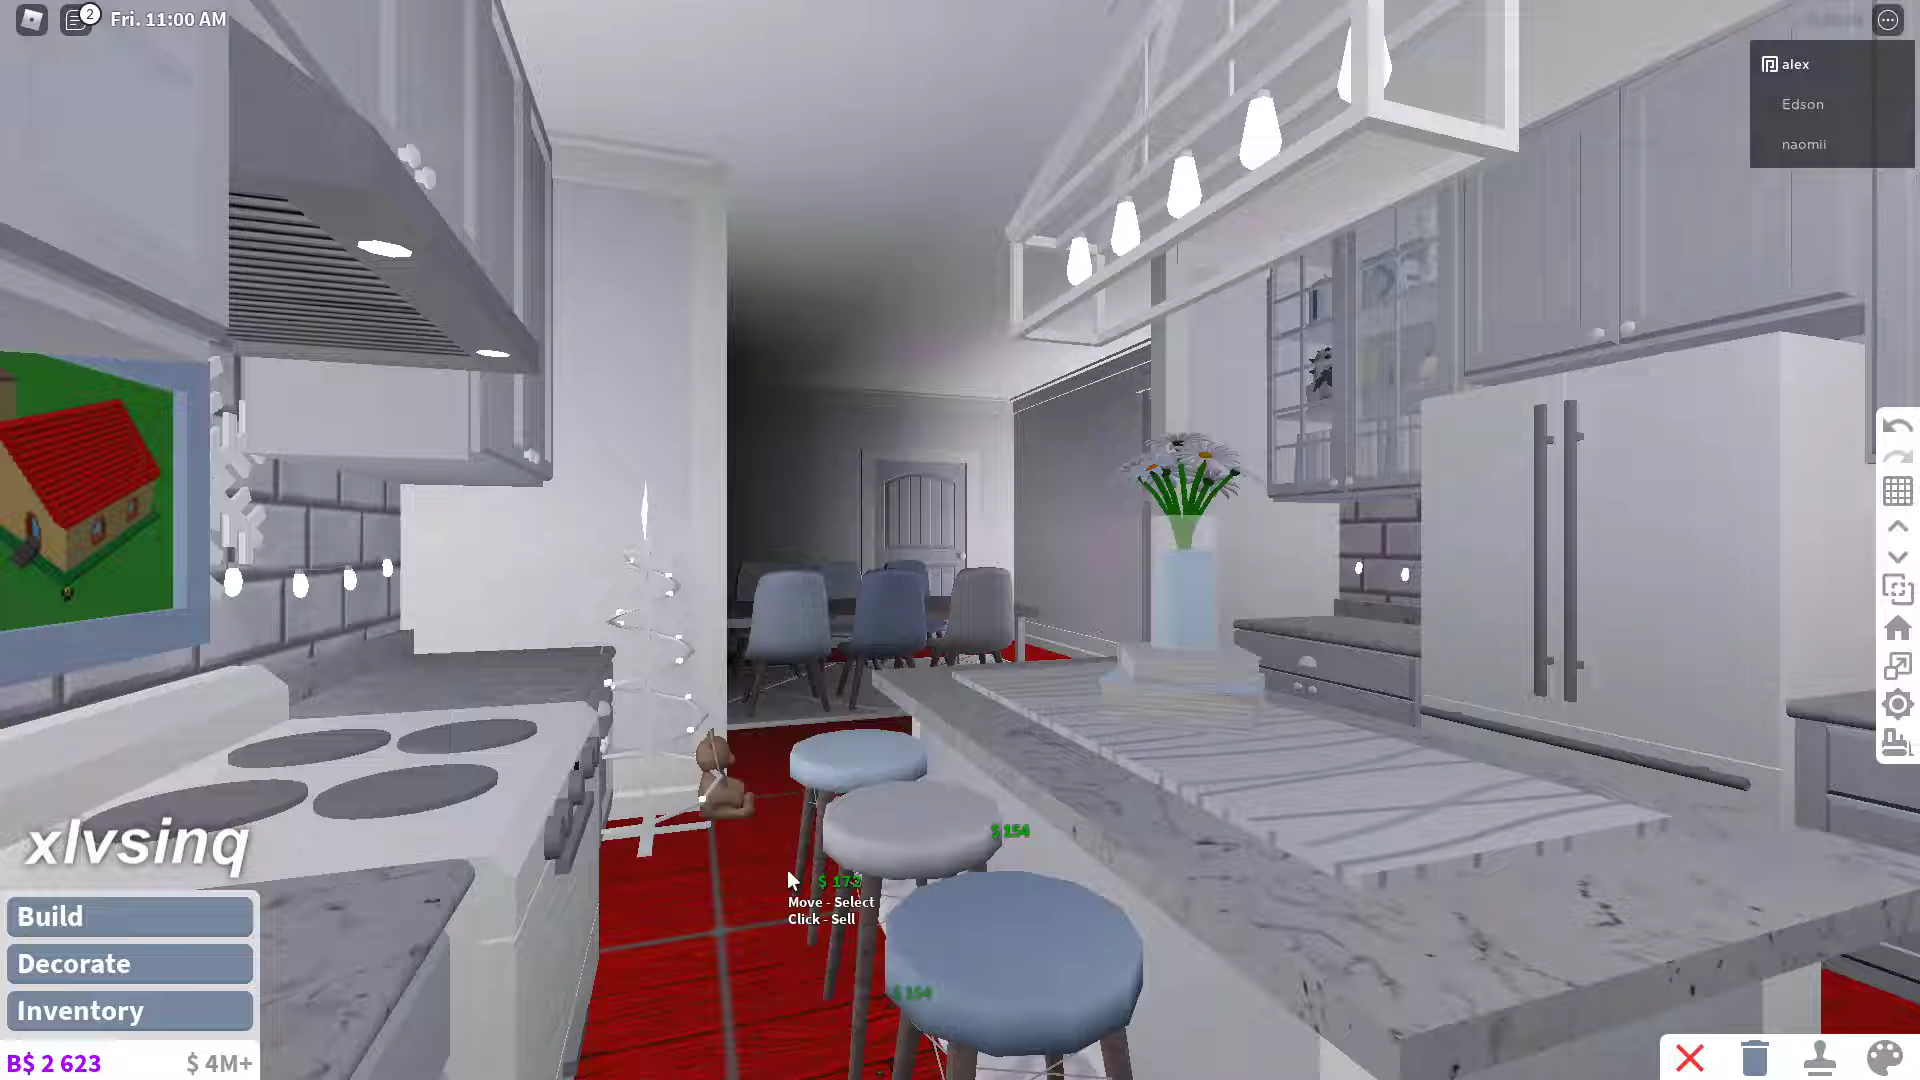 2
Fri. 11:00 AM
alex
Edson
naomii
$ 154
$ 172
Move - Select
Click - Sell
$ 154
xlvsinq
Build
Decorate
Inventory
B$ 2 623
$ 4M+